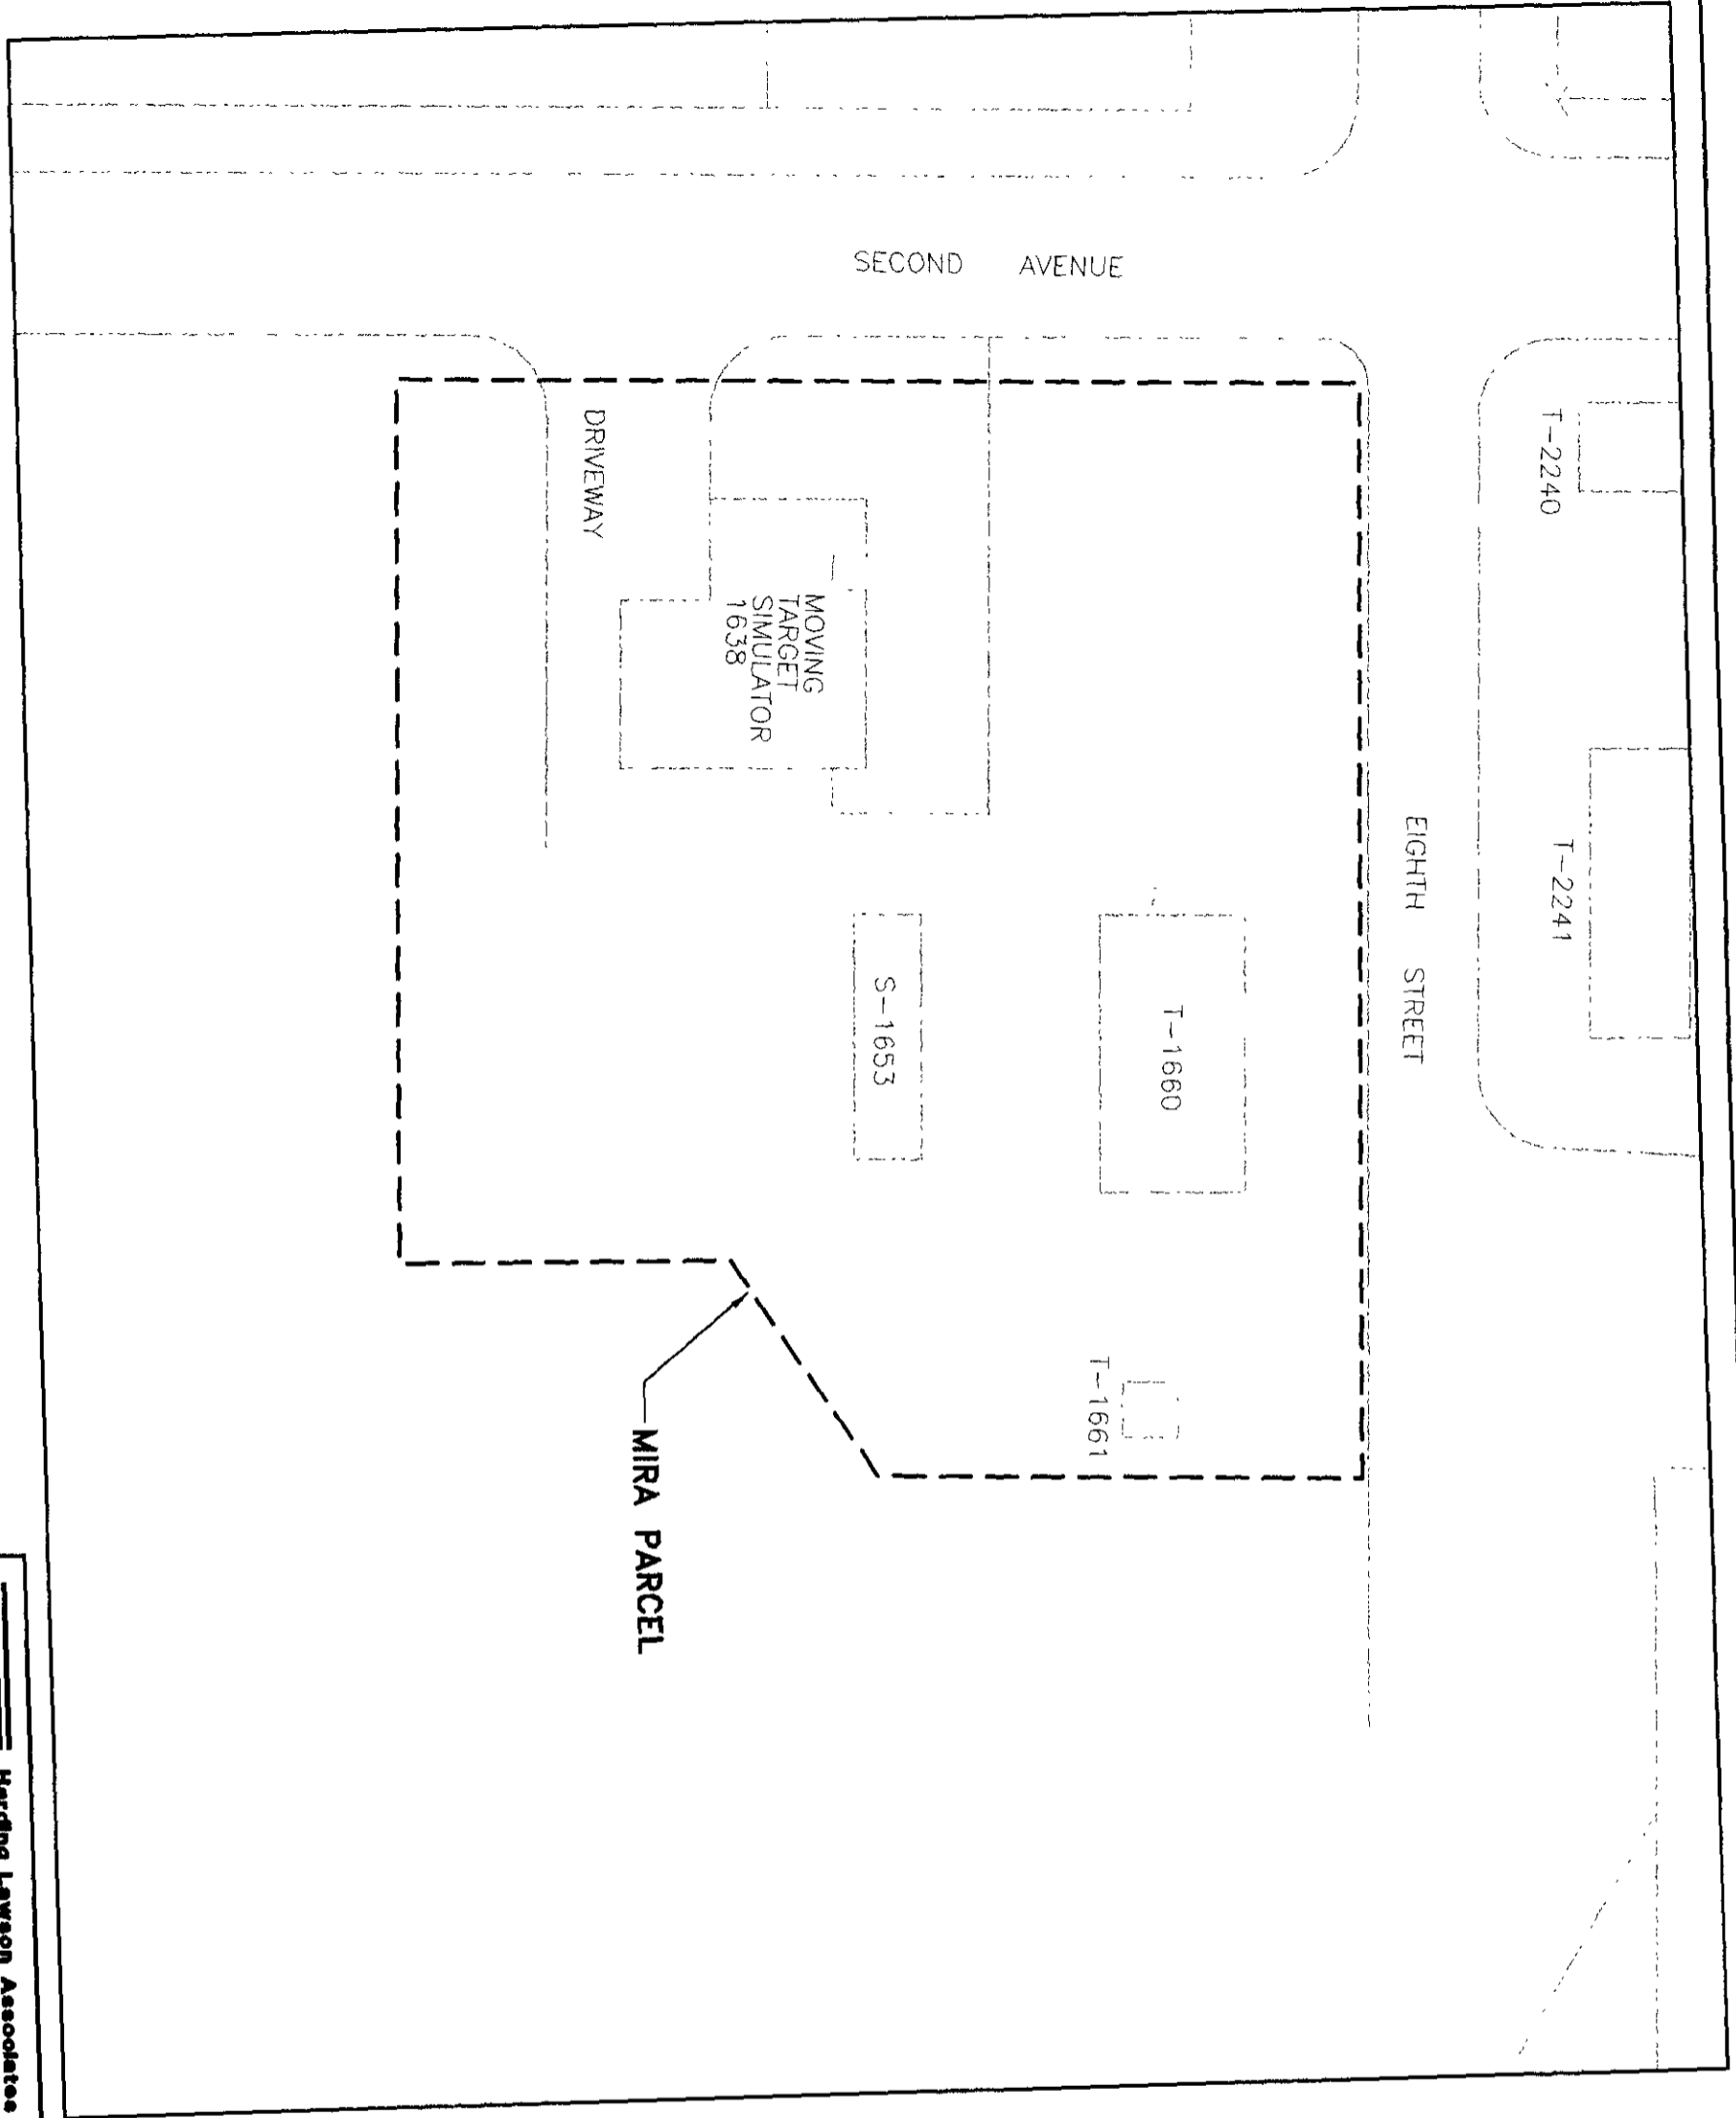 SECOND AVENUE
DRIVEWAY
MOVING
TARGET
SIMULATOR
1638
T-2240
T-2241
EIGHTH STREET
S-1653
T-1660
T-1661
MIRA PARCEL
Harding Lawson Associates